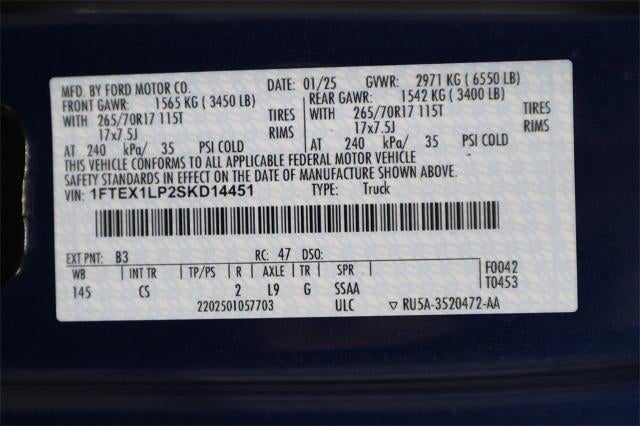 MFD. BY FORD MOTOR CO. DATE: 01/25 GVWR: 2971 KG ( 6550 LB)
FRONT GAWR: 1565 KG ( 3450 LB) REAR GAWR: 1542 KG ( 3400 LB)
WITH 265/70R17 115T TIRES WITH 265/70R17 115T TIRES
17x7.5J RIMS 17x7.5J RIMS
AT 240 kPa/ 35 PSI COLD AT 240 kPa/ 35 PSI COLD
THIS VEHICLE CONFORMS TO ALL APPLICABLE FEDERAL MOTOR VEHICLE
SAFETY STANDARDS IN EFFECT ON THE DATE OF MANUFACTURE SHOWN ABOVE.
VIN: 1FTEX1LP2SKD14451 TYPE: Truck
EXT PNT: B3 RC: 47 DSO:
WB INT TR TP/PS R AXLE TR SPR F0042
145 CS 2 L9 G SSAA T0453
2202501057703 ULC ▽ RU5A-3520472-AA